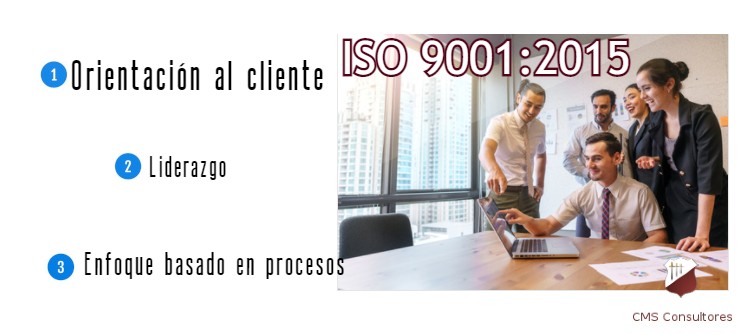 ISO 9001:2015
1 Orientación al cliente
2 Liderazgo
3 Enfoque basado en procesos
CMS Consultores